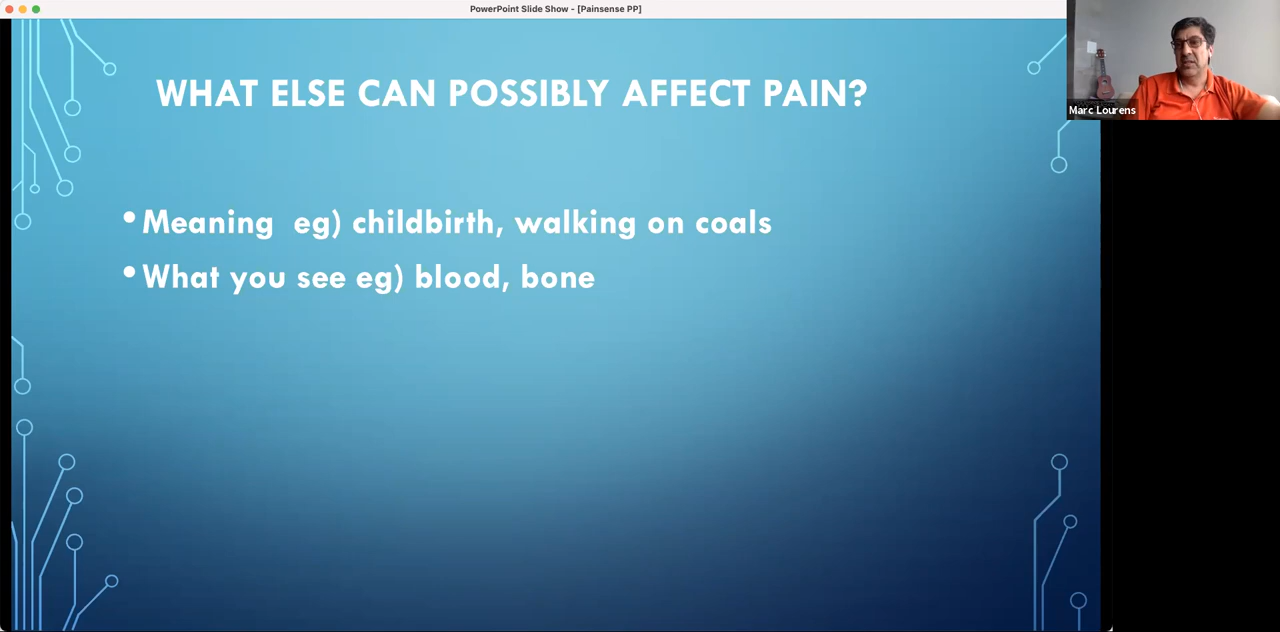 PowerPoint Slide Show - [Painsense PP]
WHAT ELSE CAN POSSIBLY AFFECT PAIN?
Marc Lourens
•Meaning  eg) childbirth, walking on coals
•What you see eg) blood, bone